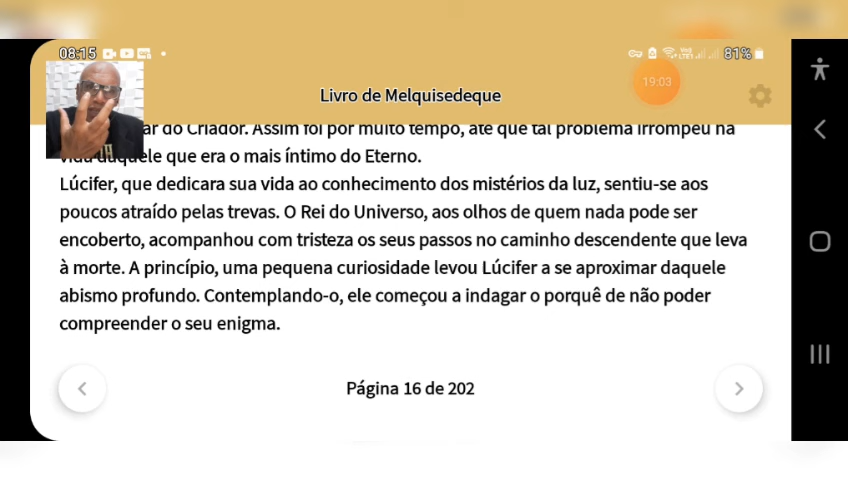 08:15
81%
19:03
Livro de Melquisedeque
ar do Criador. Assim foi por muito tempo, até que tal problema irrompeu na
vida daquele que era o mais íntimo do Eterno.
Lúcifer, que dedicara sua vida ao conhecimento dos mistérios da luz, sentiu-se aos
poucos atraído pelas trevas. O Rei do Universo, aos olhos de quem nada pode ser
encoberto, acompanhou com tristeza os seus passos no caminho descendente que leva
à morte. A princípio, uma pequena curiosidade levou Lúcifer a se aproximar daquele
abismo profundo. Contemplando-o, ele começou a indagar o porquê de não poder
compreender o seu enigma.
Página 16 de 202